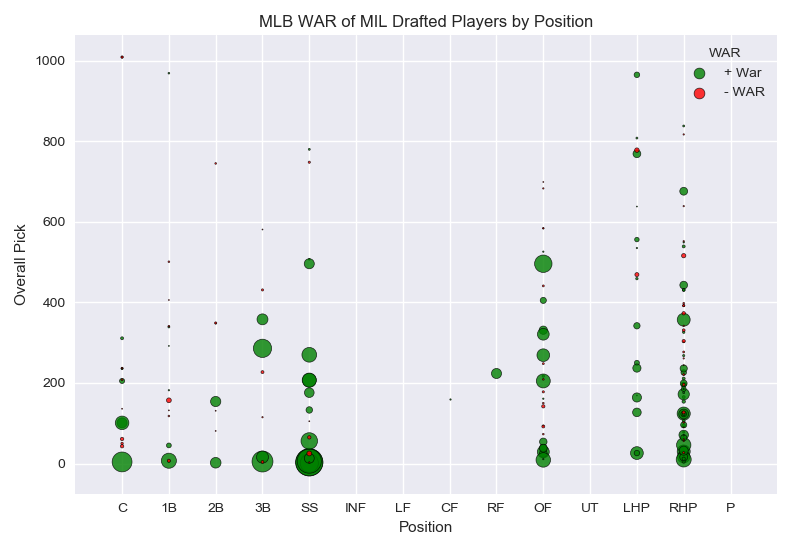 MLB WAR of MIL Drafted Players by Position
WAR
+ War
- WAR
1000
800
600
400
200
0
Overall Pick
C 1B 2B 3B SS INF LF CF RF OF UT LHP RHP P
Position